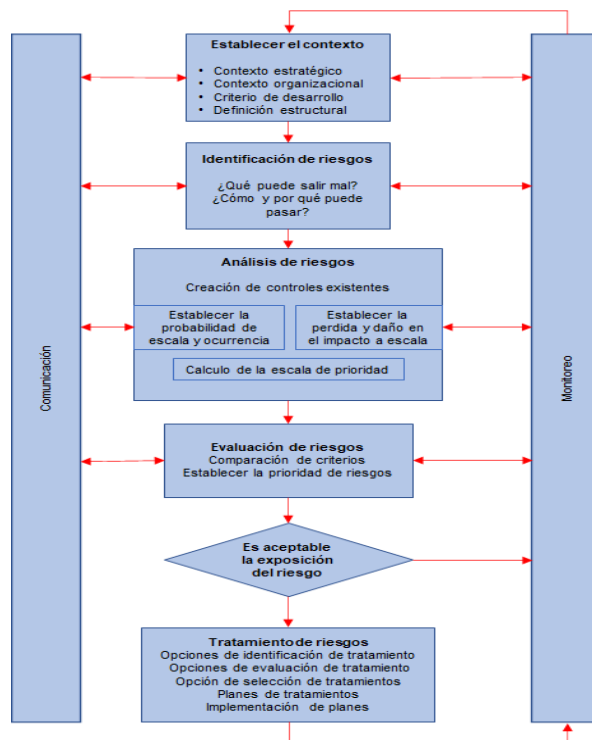 Establecer el contexto
• Contexto estratégico
• Contexto organizacional
• Criterio de desarrollo
• Definición estructural
Identificación de riesgos
¿Qué puede salir mal?
¿Cómo y por qué puede
pasar?
Análisis de riesgos
Creación de controles existentes
Establecer la
probabilidad de
escala y ocurrencia
Establecer la
perdida y daño en
el impacto a escala
Calculo de la escala de prioridad
Evaluación de riesgos
Comparación de criterios
Establecer la prioridad de riesgos
Es aceptable
la exposición
del riesgo
Tratamiento de riesgos
Opciones de identificación de tratamiento
Opciones de evaluación de tratamiento
Opción de selección de tratamientos
Planes de tratamientos
Implementación de planes
Comunicación
Monitoreo